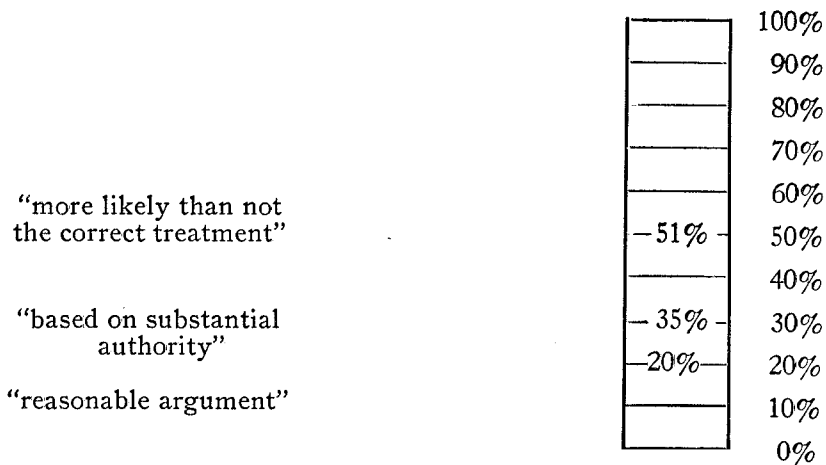 100%
90%
80%
70%
60%
“more likely than not
the correct treatment”
51%
50%
40%
“based on substantial
authority”
35%
30%
20%
20%
“reasonable argument”
10%
0%